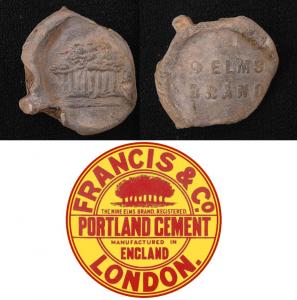 9 ELMS
BRAND
FRANCIS & Co
THE NINE ELMS BRAND. REGISTERED.
PORTLAND CEMENT
MANUFACTURED IN
ENGLAND
LONDON.